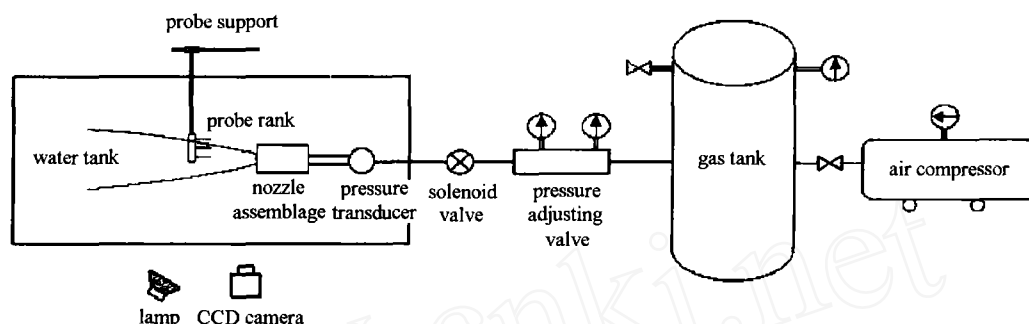 probe support
probe rank
water tank
nozzle
assemblage
pressure
transducer
solenoid
valve
pressure
adjusting
valve
gas tank
air compressor
lamp
CCD camera